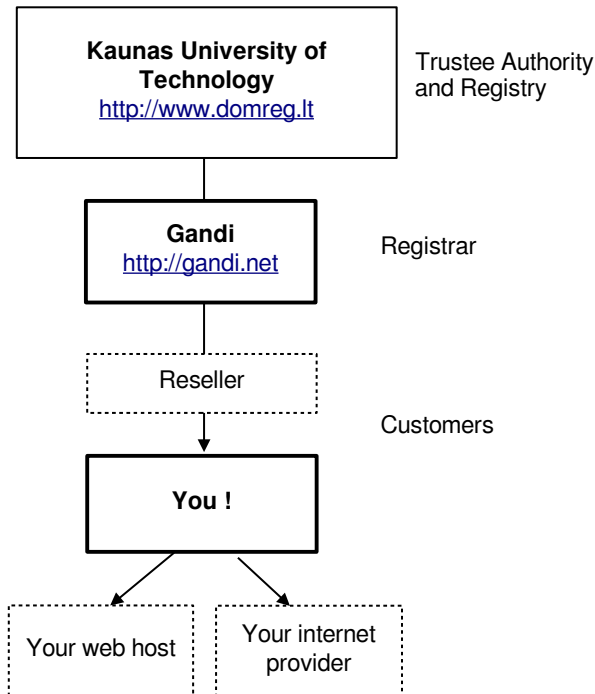 Kaunas University of
Technology
http://www.domreg.lt
Trustee Authority
and Registry
Gandi
http://gandi.net
Registrar
Reseller
Customers
You !
Your web host
Your internet
provider